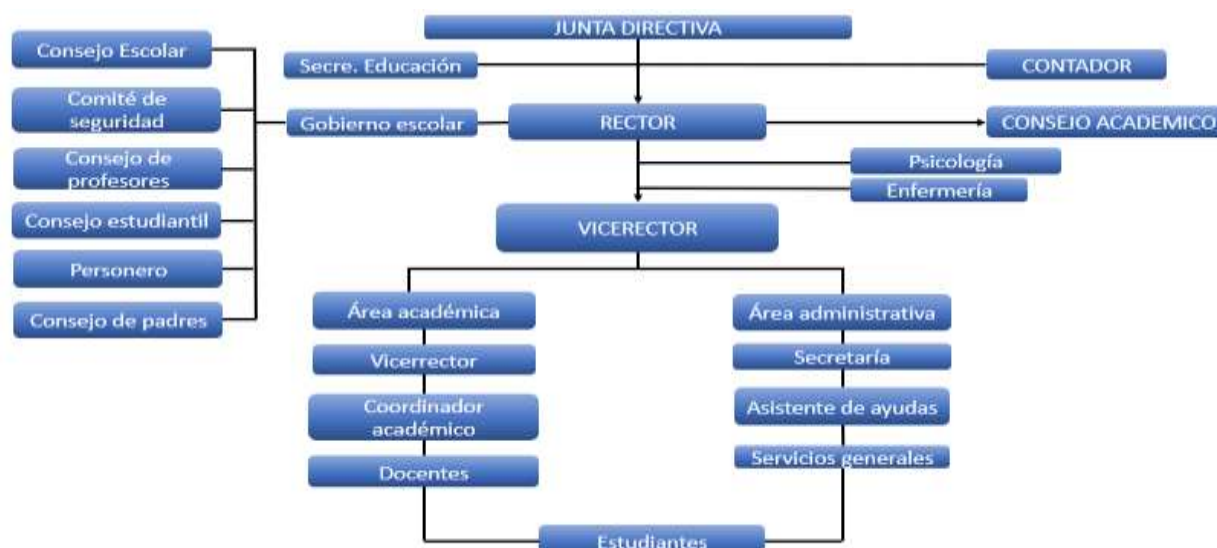 JUNTA DIRECTIVA
Consejo Escolar
Secre. Educación
CONTADOR
Comité de
seguridad
Gobierno escolar
RECTOR
CONSEJO ACADEMICO
Consejo de
profesores
Psicología
Enfermería
Consejo estudiantil
VICERECTOR
Personero
Consejo de padres
Área académica
Área administrativa
Vicerrector
Secretaría
Coordinador
académico
Asistente de ayudas
Docentes
Servicios generales
Estudiantes